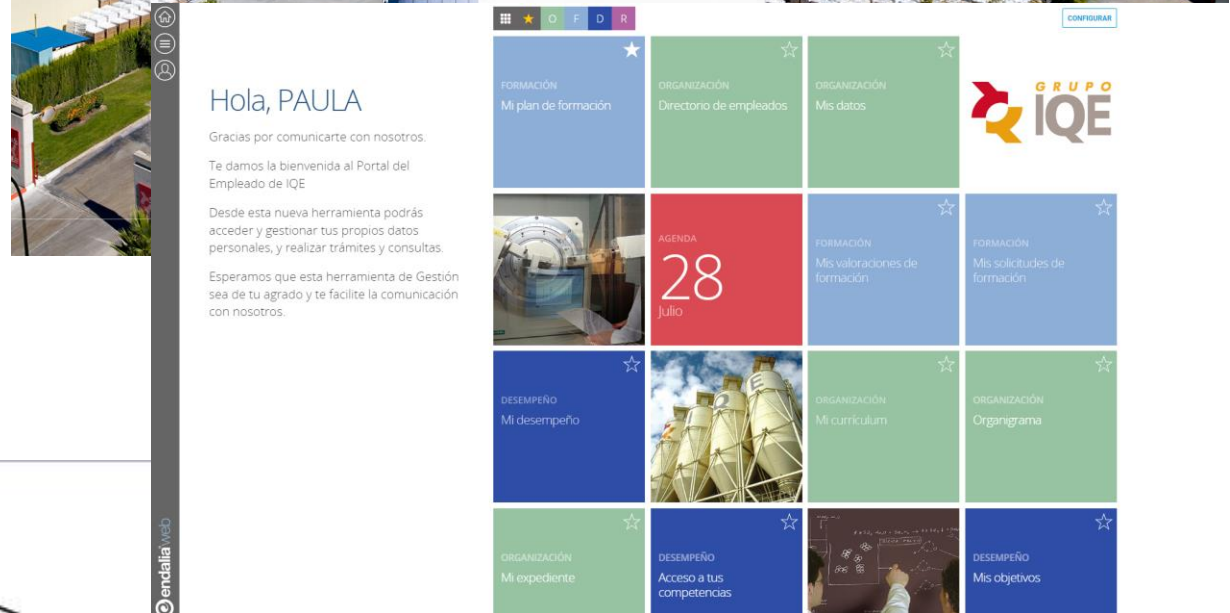 O F D R
CONFIGURAR
Hola, PAULA
Gracias por comunicarte con nosotros.
Te damos la bienvenida al Portal del
Empleado de IQE
Desde esta nueva herramienta podrás
acceder y gestionar tus propios datos
personales, y realizar trámites y consultas.
Esperamos que esta herramienta de Gestión
sea de tu agrado y te facilite la comunicación
con nosotros.
endalia web
FORMACIÓN
Mi plan de formación
ORGANIZACIÓN
Directorio de empleados
ORGANIZACIÓN
Mis datos
GRUPO
IQE
AGENDA
28
Julio
FORMACIÓN
Mis valoraciones de
formación
FORMACIÓN
Mis solicitudes de
formación
DESEMPEÑO
Mi desempeño
I Q E
ORGANIZACIÓN
Mi currículum
ORGANIZACIÓN
Organigrama
ORGANIZACIÓN
Mi expediente
DESEMPEÑO
Acceso a tus
competencias
DESEMPEÑO
Mis objetivos